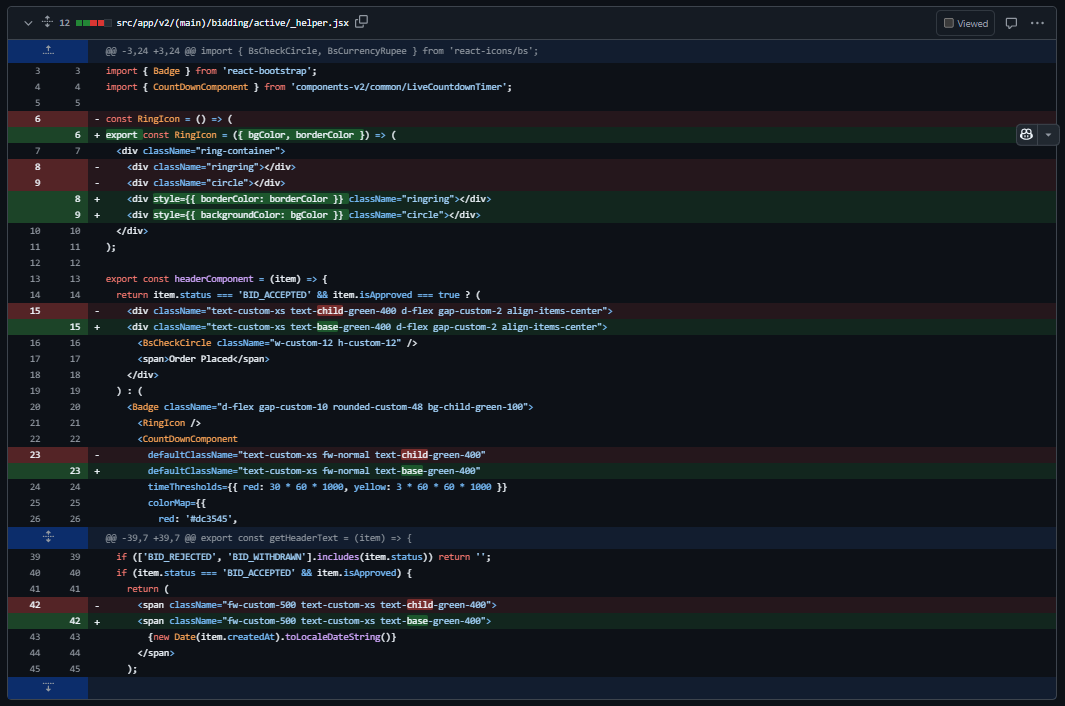 12 src/app/v2/(main)/bidding/active/_helper.jsx Viewed
@@ -3,24 +3,24 @@ import { BsCheckCircle, BsCurrencyRupee } from 'react-icons/bs';
3 3 import { Badge } from 'react-bootstrap';
4 4 import { CountDownComponent } from 'components-v2/common/LiveCountdownTimer';
5 5
6 - const RingIcon = () => (
6 + export const RingIcon = ({ bgColor, borderColor }) => (
7 7 <div className="ring-container">
8 - <div className="ringring"></div>
9 - <div className="circle"></div>
8 + <div style={{ borderColor: borderColor }} className="ringring"></div>
9 + <div style={{ backgroundColor: bgColor }} className="circle"></div>
10 10 </div>
11 11 );
12 12
13 13 export const headerComponent = (item) => {
14 14 return item.status === 'BID_ACCEPTED' && item.isApproved === true ? (
15 - <div className="text-custom-xs text-child-green-400 d-flex gap-custom-2 align-items-center">
15 + <div className="text-custom-xs text-base-green-400 d-flex gap-custom-2 align-items-center">
16 16 <BsCheckCircle className="w-custom-12 h-custom-12" />
17 17 <span>Order Placed</span>
18 18 </div>
19 19 ) : (
20 20 <Badge className="d-flex gap-custom-10 rounded-custom-48 bg-child-green-100">
21 21 <RingIcon />
22 22 <CountDownComponent
23 - defaultClassName="text-custom-xs fw-normal text-child-green-400"
23 + defaultClassName="text-custom-xs fw-normal text-base-green-400"
24 24 timeThresholds={{ red: 30 * 60 * 1000, yellow: 3 * 60 * 60 * 1000 }}
25 25 colorMap={{
26 26 red: '#dc3545',
@@ -39,7 +39,7 @@ export const getHeaderText = (item) => {
39 39 if (['BID_REJECTED', 'BID_WITHDRAWN'].includes(item.status)) return '';
40 40 if (item.status === 'BID_ACCEPTED' && item.isApproved) {
41 41 return (
42 - <span className="fw-custom-500 text-custom-xs text-child-green-400">
42 + <span className="fw-custom-500 text-custom-xs text-base-green-400">
43 43 {new Date(item.createdAt).toLocaleDateString()}
44 44 </span>
45 45 );